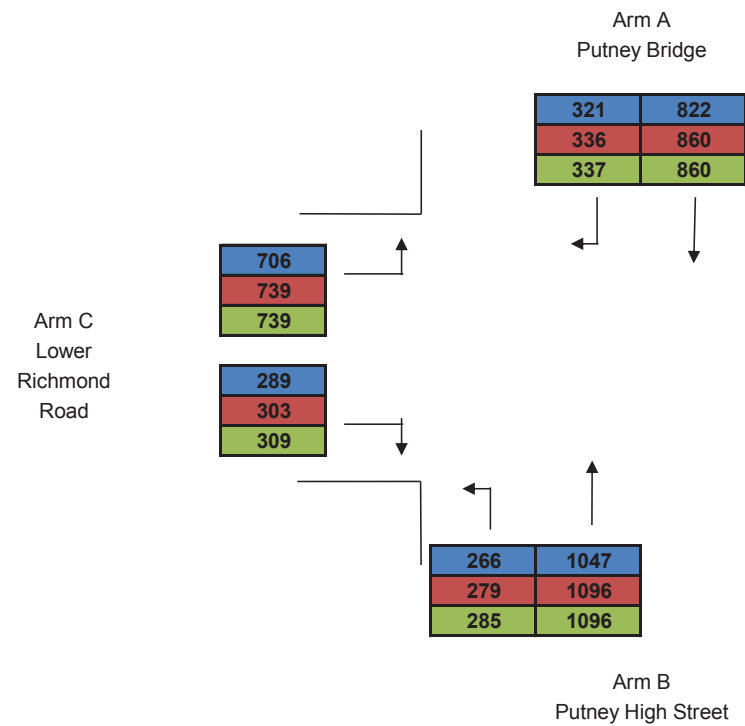 Arm A
Putney Bridge
321 822
336 860
337 860
706
739
739
Arm C
Lower
Richmond
Road
289
303
309
266 1047
279 1096
285 1096
Arm B
Putney High Street